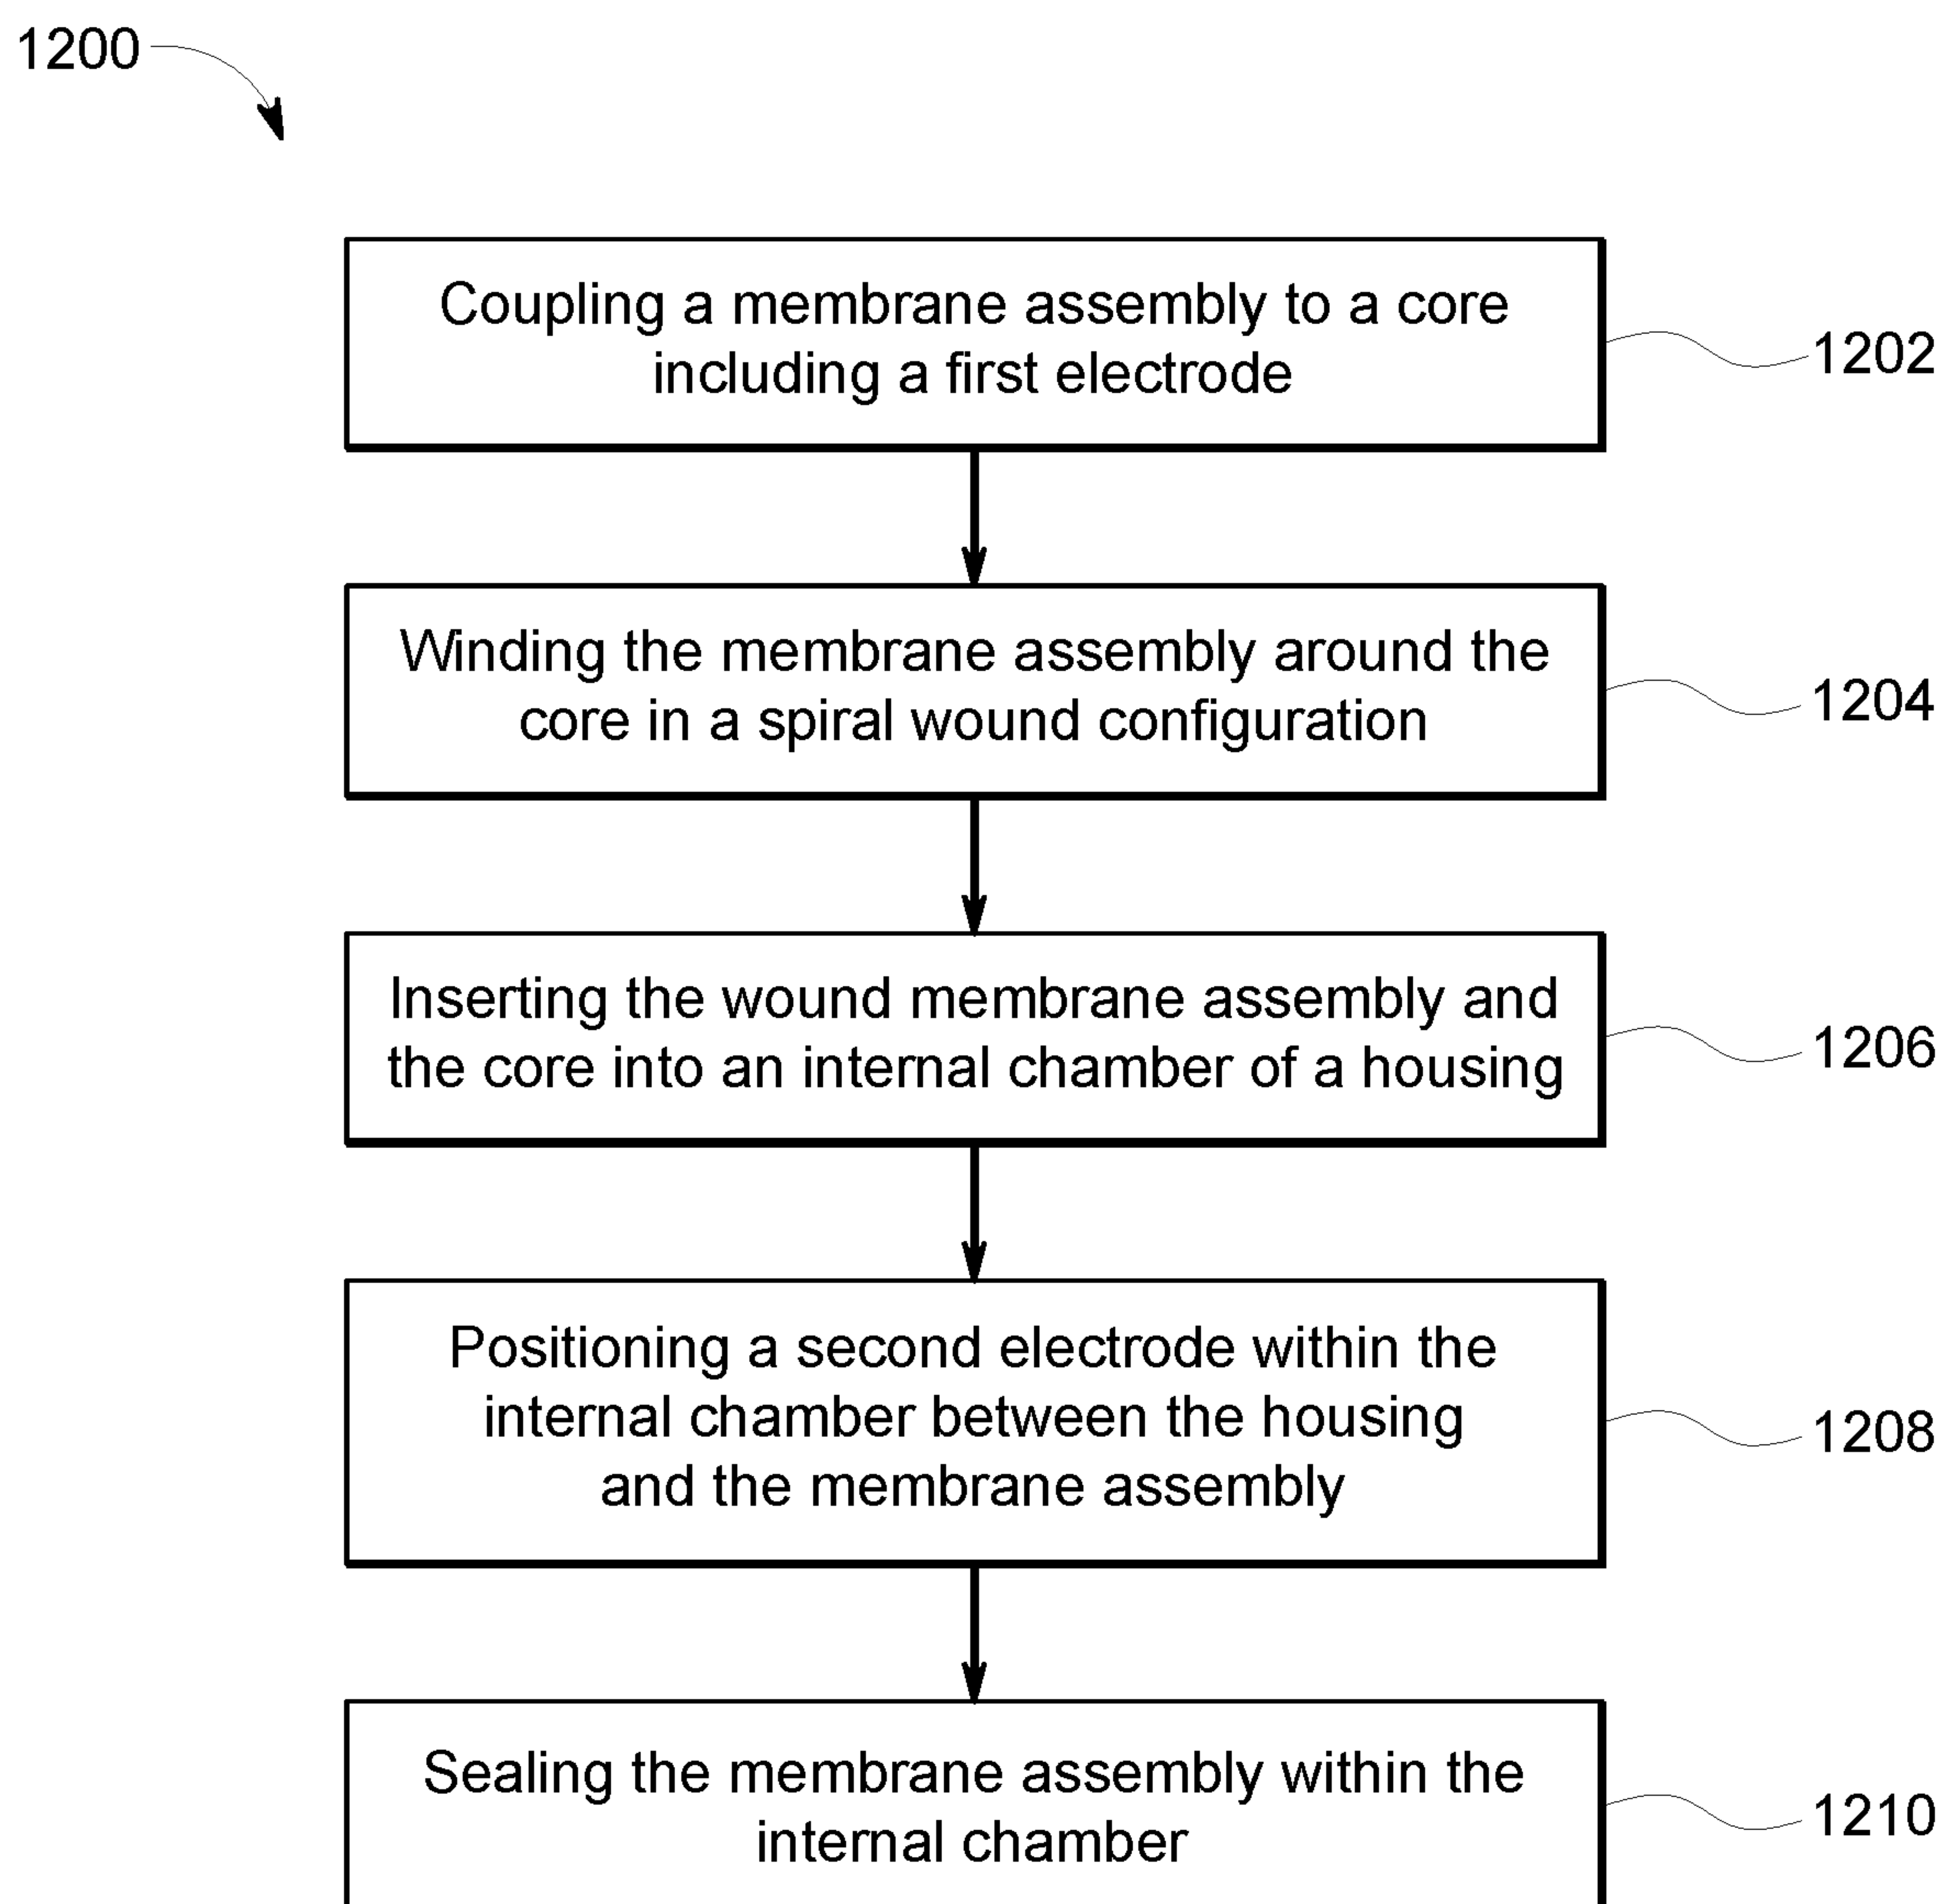 1200
Coupling a membrane assembly to a core
including a first electrode
1202
Winding the membrane assembly around the
core in a spiral wound configuration
1204
Inserting the wound membrane assembly and
the core into an internal chamber of a housing
1206
Positioning a second electrode within the
internal chamber between the housing
and the membrane assembly
1208
Sealing the membrane assembly within the
internal chamber
1210